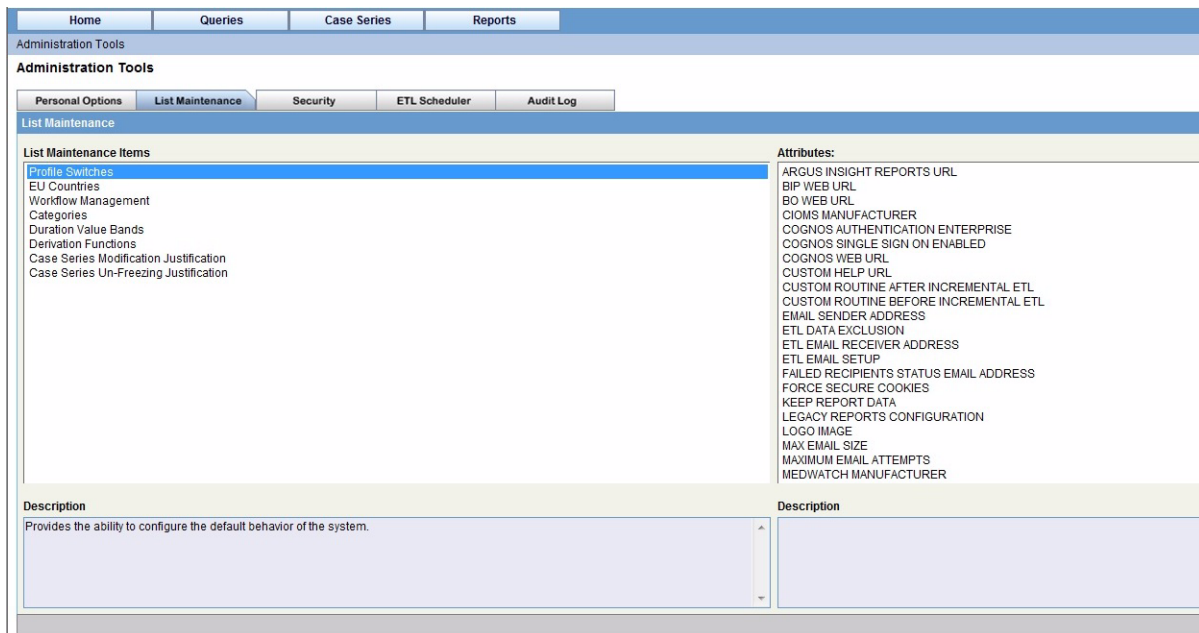 Home Queries Case Series Reports
Administration Tools
Administration Tools
Personal Options List Maintenance Security ETL Scheduler Audit Log
List Maintenance
List Maintenance Items
Profile Switches
EU Countries
Workflow Management
Categories
Duration Value Bands
Derivation Functions
Case Series Modification Justification
Case Series Un-Freezing Justification
Attributes:
ARGUS INSIGHT REPORTS URL
BIP WEB URL
BO WEB URL
CIOMS MANUFACTURER
COGNOS AUTHENTICATION ENTERPRISE
COGNOS SINGLE SIGN ON ENABLED
COGNOS WEB URL
CUSTOM HELP URL
CUSTOM ROUTINE AFTER INCREMENTAL ETL
CUSTOM ROUTINE BEFORE INCREMENTAL ETL
EMAIL SENDER ADDRESS
ETL DATA EXCLUSION
ETL EMAIL RECEIVER ADDRESS
ETL EMAIL SETUP
FAILED RECIPIENTS STATUS EMAIL ADDRESS
FORCE SECURE COOKIES
KEEP REPORT DATA
LEGACY REPORTS CONFIGURATION
LOGO IMAGE
MAX EMAIL SIZE
MAXIMUM EMAIL ATTEMPTS
MEDWATCH MANUFACTURER
Description
Provides the ability to configure the default behavior of the system.
Description